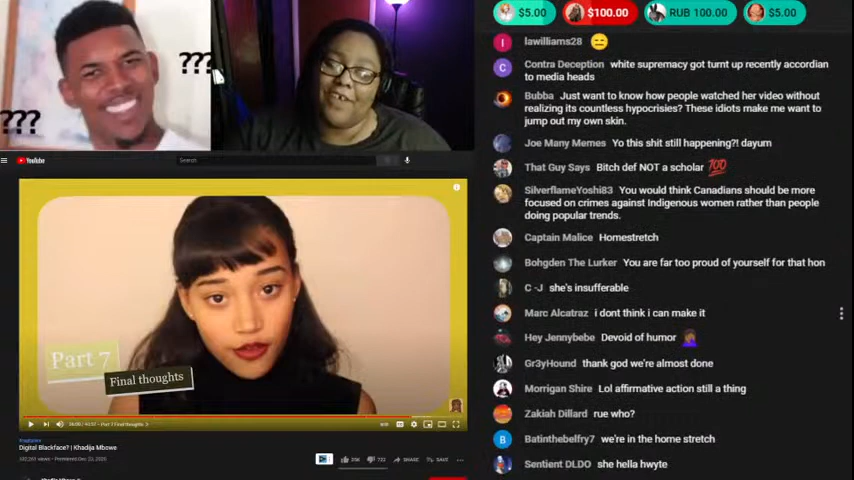 $5.00 $100.00 RUB 100.00 $5.00
???
???
lawilliams28
Contra Deception white supremacy got turnt up recently accordian
to media heads
Bubba Just want to know how people watched her video without
realizing its countless hypocrisies? These idiots make me want to
jump out my own skin.
Joe Many Memes Yo this shit still happening?! dayum
That Guy Says Bitch def NOT a scholar 100
SilverflameYoshi83 You would think Canadians should be more
focused on crimes against Indigenous women rather than people
doing popular trends.
Captain Malice Homestretch
Bohgden The Lurker You are far too proud of yourself for that hon
C -J she's insufferable
Marc Alcatraz i dont think i can make it
Hey Jennybebe Devoid of humor
Gr3yHound thank god we're almost done
Morrigan Shire Lol affirmative action still a thing
Zakiah Dillard rue who?
B Batinthebelfry7 we're in the home stretch
Sentient DLDO she hella hwyte
YouTube
Search
Part 7
Final thoughts
Part 7 Final thoughts
Digital Blackface? | Khadija Mbowe
SHARE SAVE